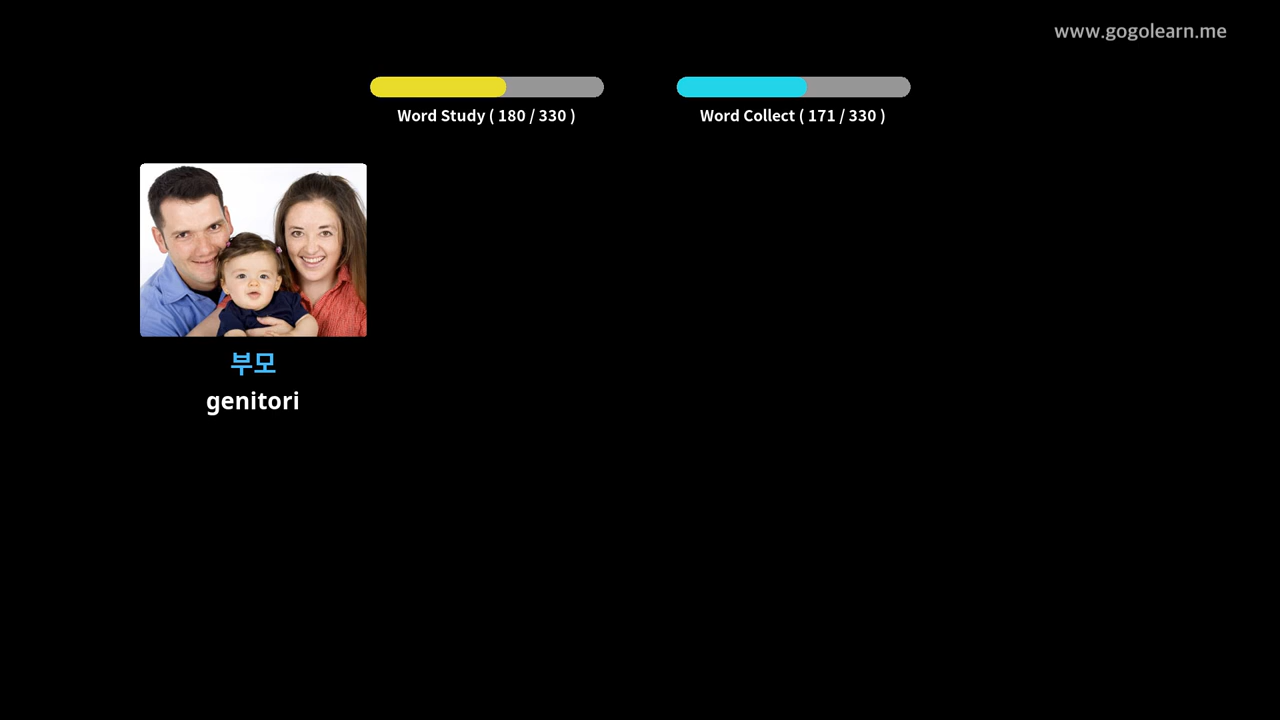 www.gogolearn.me
Word Study ( 180 / 330 )
Word Collect ( 171 / 330 )
부모
genitori